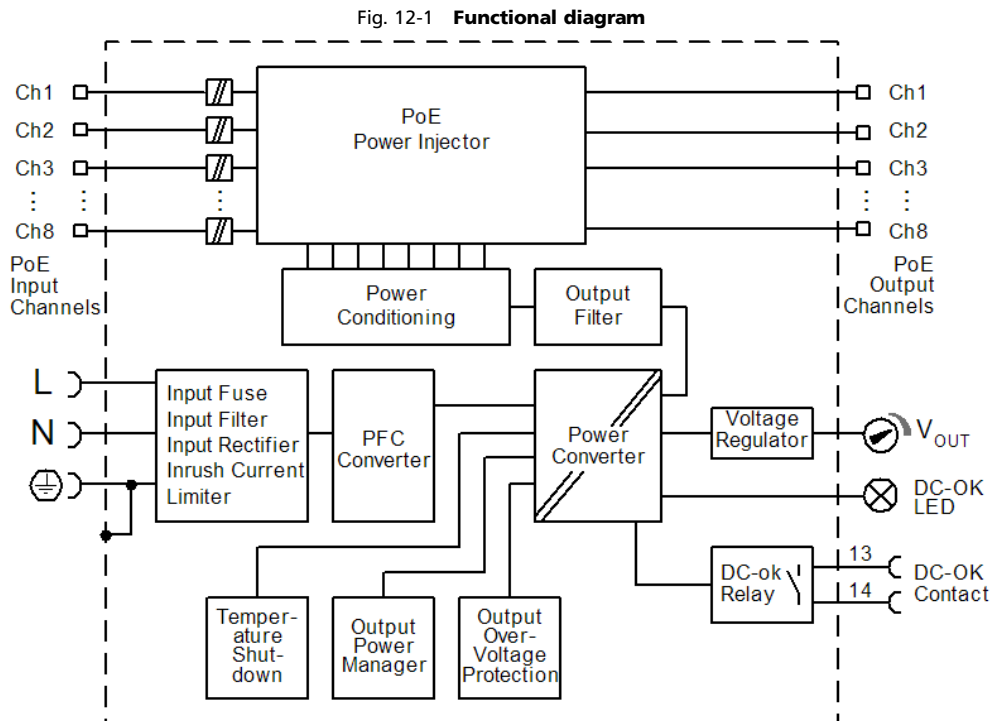 Fig. 12-1 Functional diagram
Ch1
Ch2
Ch3
Ch8
PoE
Input
Channels
PoE
Power Injector
Ch1
Ch2
Ch3
Ch8
PoE
Output
Channels
Power
Conditioning
Output
Filter
L
N
Input Fuse
Input Filter
Input Rectifier
Inrush Current
Limiter
PFC
Converter
Power
Converter
Voltage
Regulator
VOUT
DC-OK
LED
DC-ok
Relay
13
14
DC-OK
Contact
Temper-
ature
Shut-
down
Output
Power
Manager
Output
Over-
Voltage
Protection